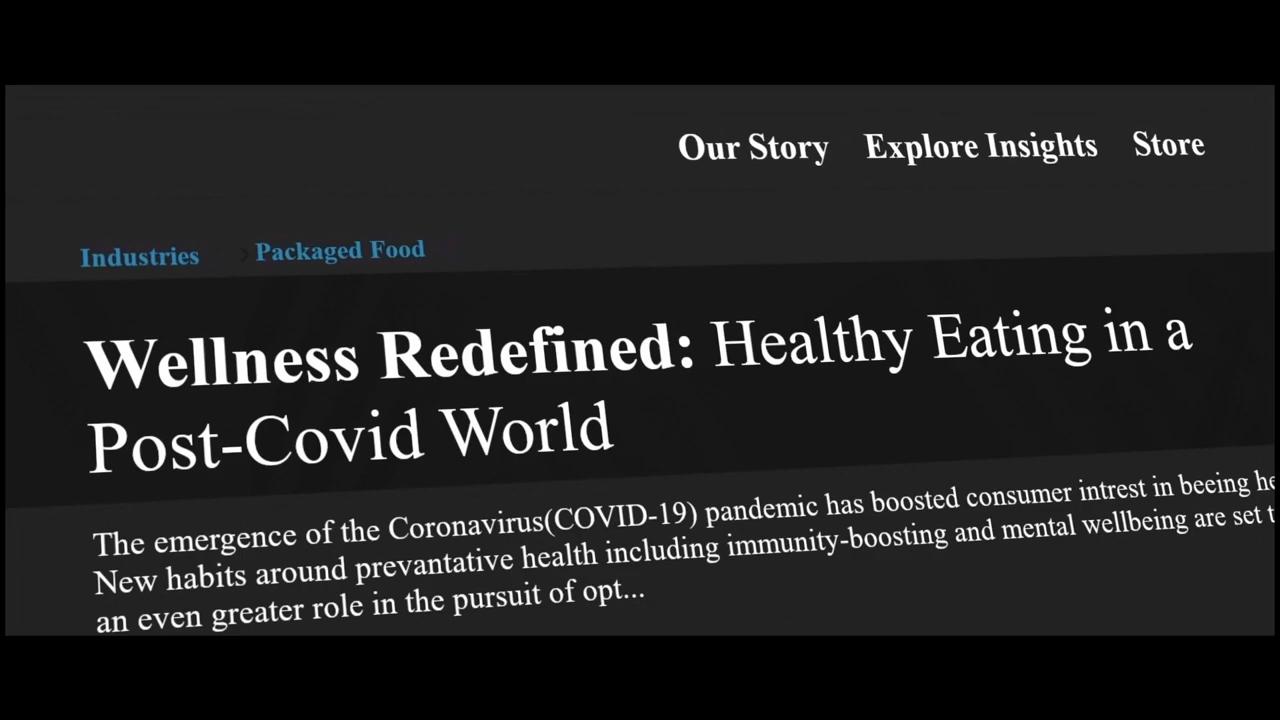 Our Story Explore Insights Store
Industries › Packaged Food
Wellness Redefined: Healthy Eating in a
Post-Covid World
The emergence of the Coronavirus(COVID-19) pandemic has boosted consumer intrest in beeing he
New habits around prevantative health including immunity-boosting and mental wellbeing are set t
an even greater role in the pursuit of opt...